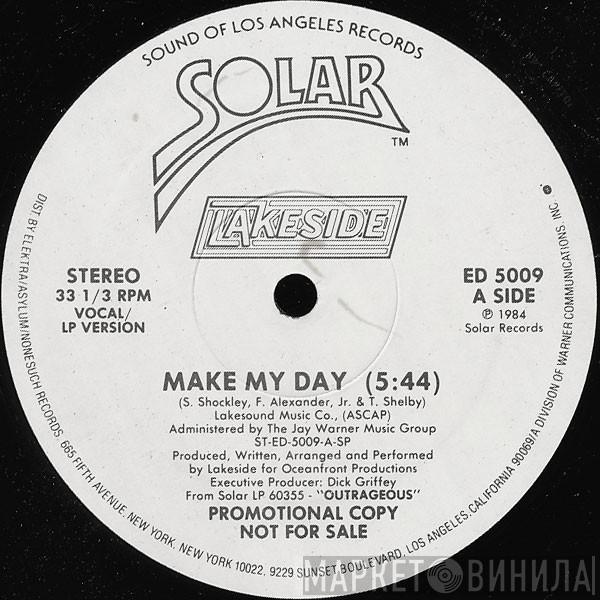 SOUND OF LOS ANGELES RECORDS
SOLAR
TM
LAKESIDE
STEREO
33 1/3 RPM
VOCAL/
LP VERSION
ED 5009
A SIDE
℗ 1984
Solar Records
MAKE MY DAY (5:44)
(S. Shockley, F. Alexander, Jr. & T. Shelby)
Lakesound Music Co., (ASCAP)
Administered by The Jay Warner Music Group
ST-ED-5009-A-SP
Produced, Written, Arranged and Performed
by Lakeside for Oceanfront Productions
Executive Producer: Dick Griffey
From Solar LP 60355 - "OUTRAGEOUS"
PROMOTIONAL COPY
NOT FOR SALE
DIST. BY ELEKTRA/ASYLUM/NONESUCH RECORDS, 665 FIFTH AVENUE, NEW YORK, NEW YORK 10022, 9229 SUNSET BOULEVARD, LOS ANGELES, CALIFORNIA 90069/A DIVISION OF WARNER COMMUNICATIONS, INC.
МАРКЕТ ВИНИЛА